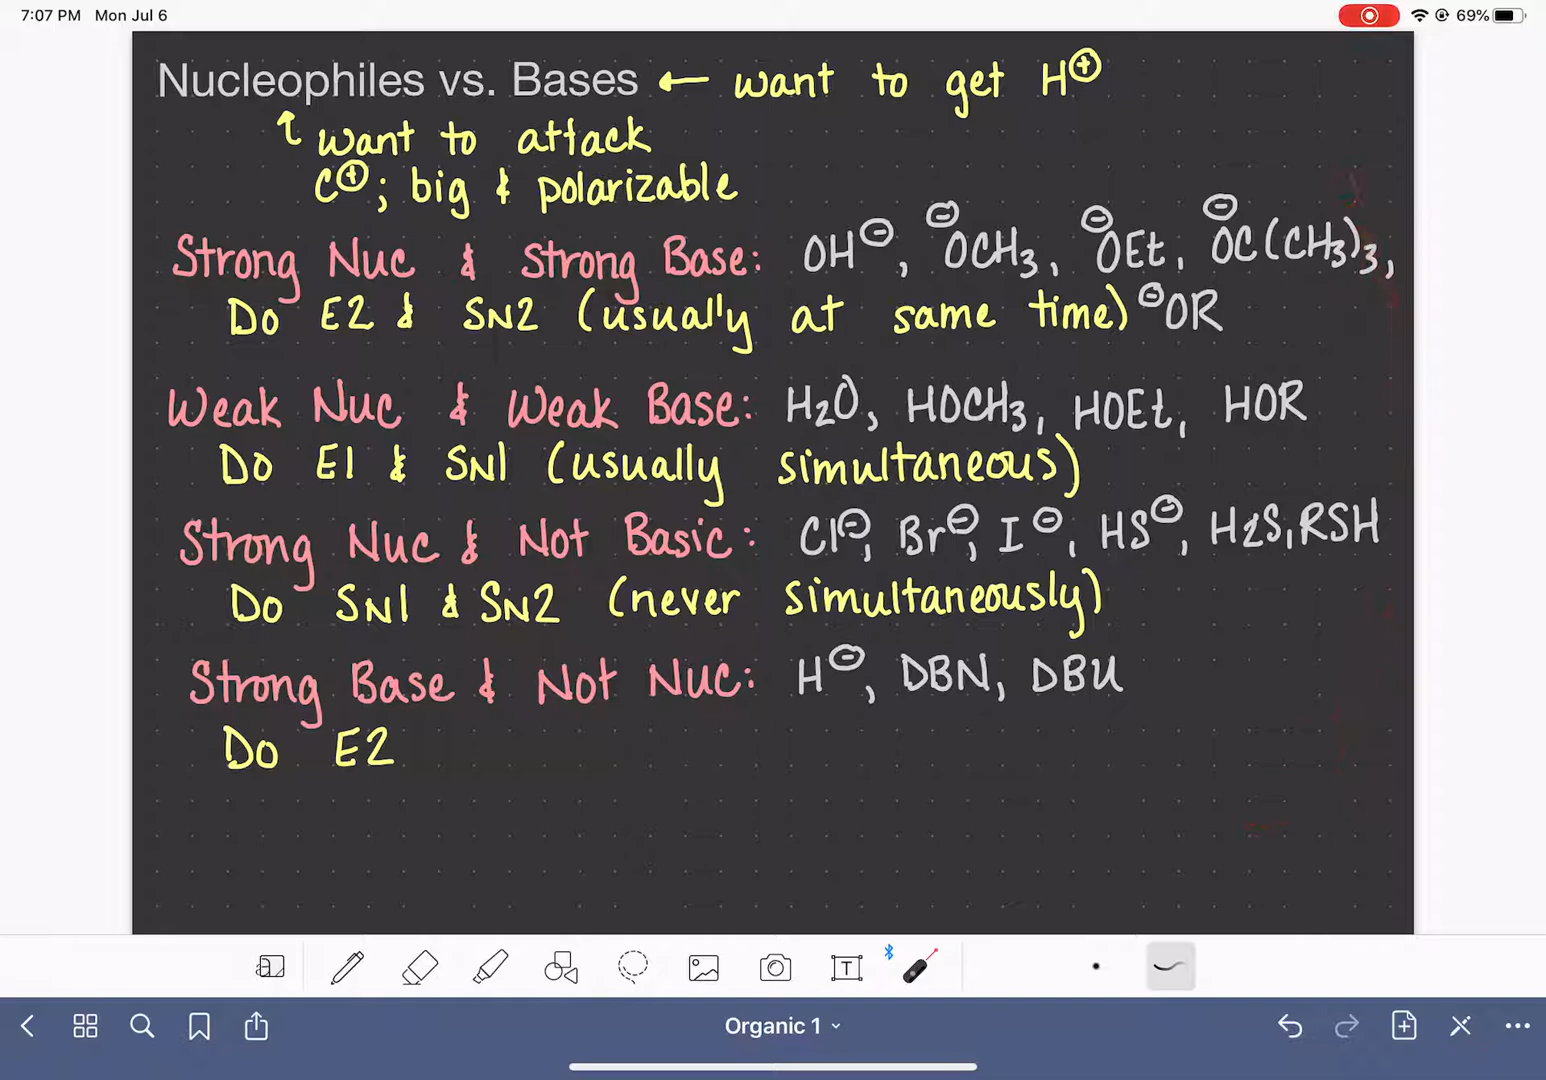 7:07 PM Mon Jul 6 69%
Nucleophiles vs. Bases ← want to get H⊕
↑ want to attack
C⊕; big & polarizable
Strong Nuc & Strong Base: OH⊖, ⊖OCH3, ⊖OEt, ⊖OC(CH3)3,
Do E2 & SN2 (usually at same time) ⊖OR
Weak Nuc & Weak Base: H2O, HOCH3, HOEt, HOR
Do E1 & SN1 (usually simultaneous)
Strong Nuc & Not Basic: Cl⊖, Br⊖, I⊖, HS⊖, H2S, RSH
Do SN1 & SN2 (never simultaneously)
Strong Base & Not Nuc: H⊖, DBN, DBU
Do E2
Organic 1